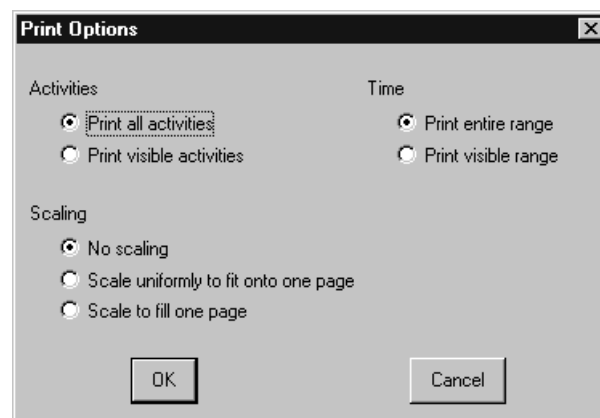 Print Options
Activities
Time
Print all activities
Print entire range
Print visible activities
Print visible range
Scaling
No scaling
Scale uniformly to fit onto one page
Scale to fill one page
OK
Cancel